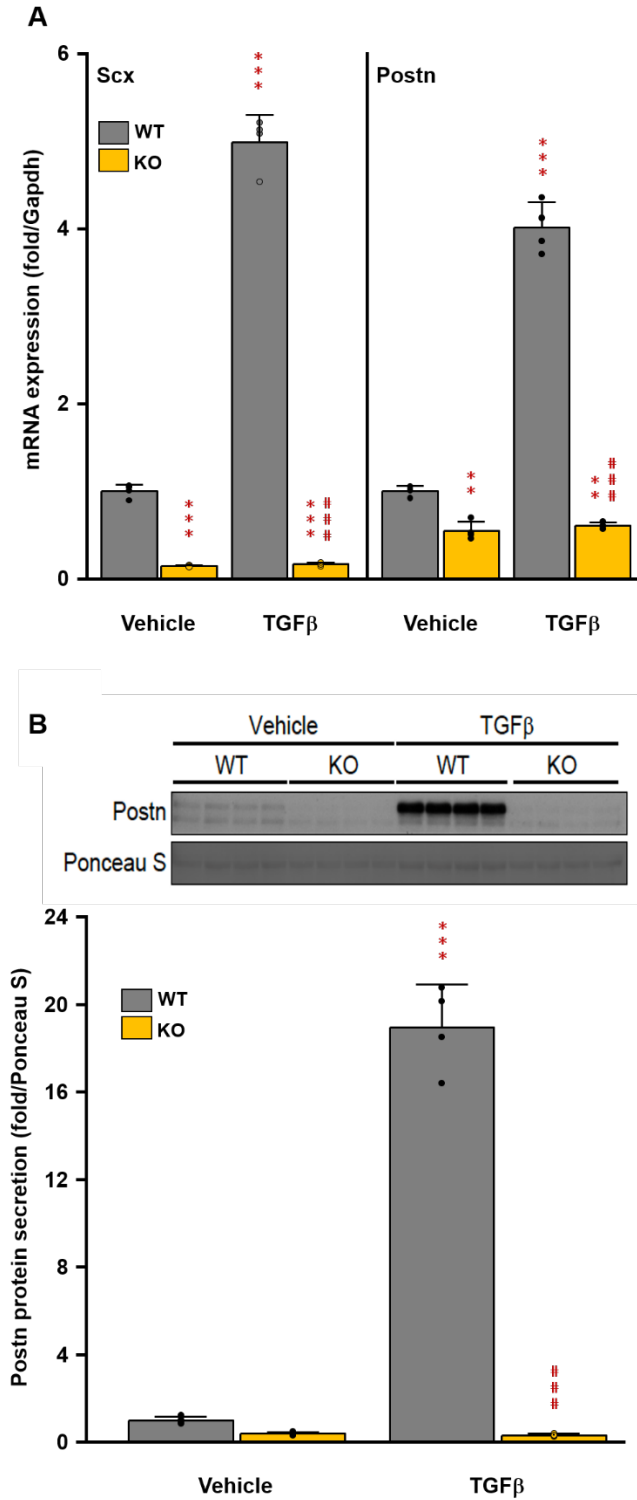 A
6
Scx
Postn
WT
KO
4
2
0
mRNA expression (fold/Gapdh)
***
***
***
###
***
**
**
###
Vehicle
TGFβ
Vehicle
TGFβ
B
Vehicle
TGFβ
WT
KO
WT
KO
Postn
Ponceau S
24
20
16
12
8
4
0
Postn protein secretion (fold/Ponceau S)
WT
KO
***
###
Vehicle
TGFβ